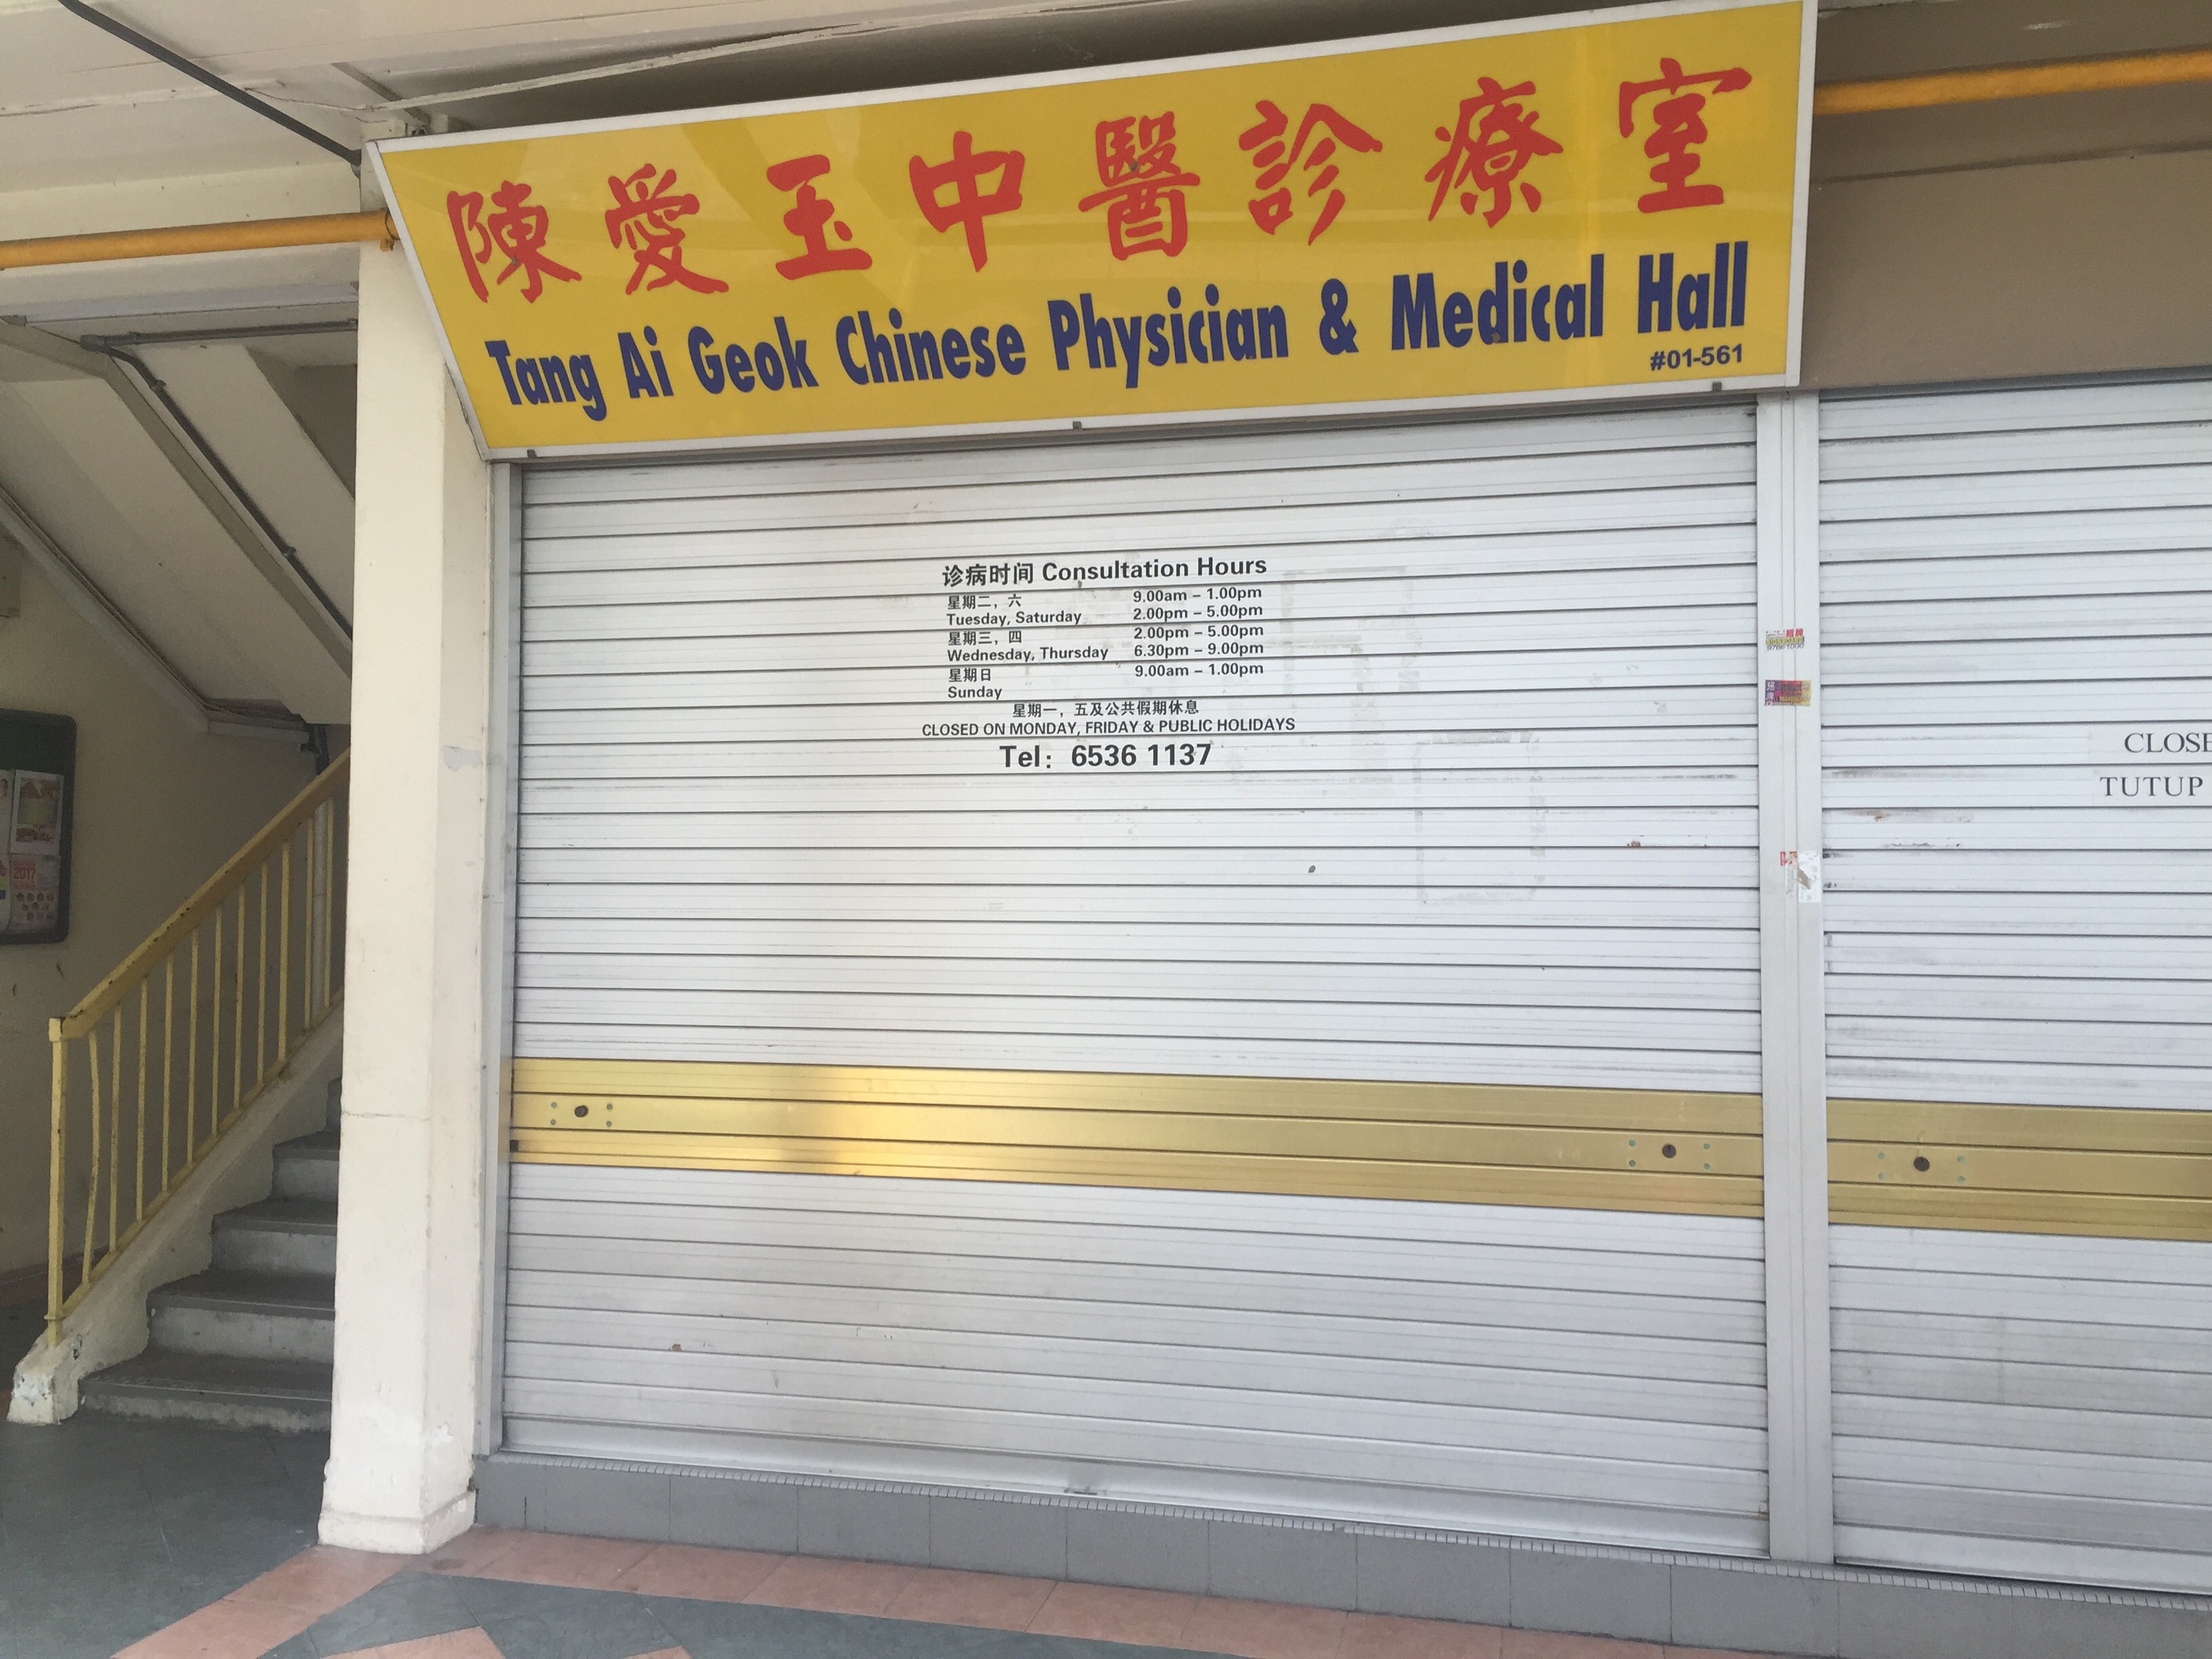 陳愛玉中醫診療室
Tang Ai Geok Chinese Physician & Medical Hall
#01-561
诊病时间 Consultation Hours
星期二，六 9.00am – 1.00pm
Tuesday, Saturday 2.00pm – 5.00pm
星期三，四 2.00pm – 5.00pm
Wednesday, Thursday 6.30pm – 9.00pm
星期日 9.00am – 1.00pm
Sunday
星期一，五及公共假期休息
CLOSED ON MONDAY, FRIDAY & PUBLIC HOLIDAYS
Tel： 6536 1137
CLOSE
TUTUP
2017